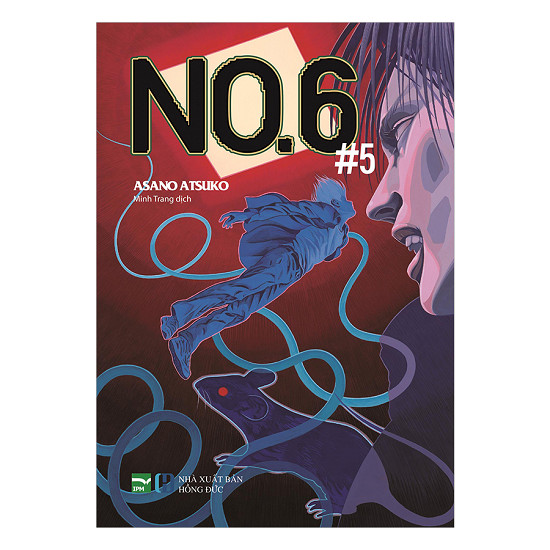 NO.6
#5
ASANO ATSUKO
Minh Trang dịch
IPM
NHÀ XUẤT BẢN
HỒNG ĐỨC